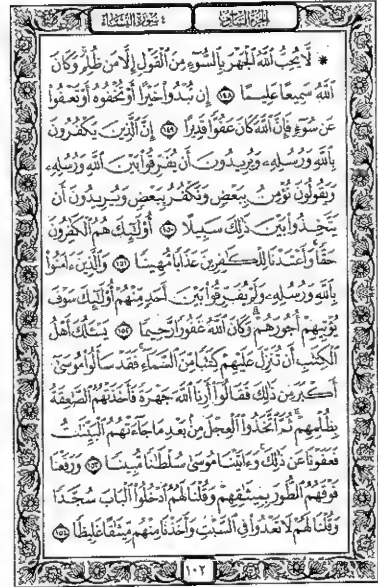 الجزء السادس ٤ سورة النساء
* لَّا يُحِبُّ ٱللَّهُ ٱلْجَهْرَ بِٱلسُّوٓءِ مِنَ ٱلْقَوْلِ إِلَّا مَن ظُلِمَ ۚ وَكَانَ
ٱللَّهُ سَمِيعًا عَلِيمًا ١٤٨ إِن تُبْدُوا۟ خَيْرًا أَوْ تُخْفُوهُ أَوْ تَعْفُوا۟
عَن سُوٓءٍ فَإِنَّ ٱللَّهَ كَانَ عَفُوًّا قَدِيرًا ١٤٩ إِنَّ ٱلَّذِينَ يَكْفُرُونَ
بِٱللَّهِ وَرُسُلِهِۦ وَيُرِيدُونَ أَن يُفَرِّقُوا۟ بَيْنَ ٱللَّهِ وَرُسُلِهِۦ
وَيَقُولُونَ نُؤْمِنُ بِبَعْضٍ وَنَكْفُرُ بِبَعْضٍ وَيُرِيدُونَ أَن
يَتَّخِذُوا۟ بَيْنَ ذَٰلِكَ سَبِيلًا ١٥٠ أُو۟لَٰٓئِكَ هُمُ ٱلْكَٰفِرُونَ
حَقًّا ۚ وَأَعْتَدْنَا لِلْكَٰفِرِينَ عَذَابًا مُّهِينًا ١٥١ وَٱلَّذِينَ ءَامَنُوا۟
بِٱللَّهِ وَرُسُلِهِۦ وَلَمْ يُفَرِّقُوا۟ بَيْنَ أَحَدٍ مِّنْهُمْ أُو۟لَٰٓئِكَ سَوْفَ
يُؤْتِيهِمْ أُجُورَهُمْ ۗ وَكَانَ ٱللَّهُ غَفُورًا رَّحِيمًا ١٥٢ يَسْـَٔلُكَ أَهْلُ
ٱلْكِتَٰبِ أَن تُنَزِّلَ عَلَيْهِمْ كِتَٰبًا مِّنَ ٱلسَّمَآءِ ۚ فَقَدْ سَأَلُوا۟ مُوسَىٰٓ
أَكْبَرَ مِن ذَٰلِكَ فَقَالُوٓا۟ أَرِنَا ٱللَّهَ جَهْرَةً فَأَخَذَتْهُمُ ٱلصَّٰعِقَةُ
بِظُلْمِهِمْ ۚ ثُمَّ ٱتَّخَذُوا۟ ٱلْعِجْلَ مِنۢ بَعْدِ مَا جَآءَتْهُمُ ٱلْبَيِّنَٰتُ
فَعَفَوْنَا عَن ذَٰلِكَ ۚ وَءَاتَيْنَا مُوسَىٰ سُلْطَٰنًا مُّبِينًا ١٥٣ وَرَفَعْنَا
فَوْقَهُمُ ٱلطُّورَ بِمِيثَٰقِهِمْ وَقُلْنَا لَهُمُ ٱدْخُلُوا۟ ٱلْبَابَ سُجَّدًا
وَقُلْنَا لَهُمْ لَا تَعْدُوا۟ فِى ٱلسَّبْتِ وَأَخَذْنَا مِنْهُم مِّيثَٰقًا غَلِيظًا ١٥٤
١٠٢